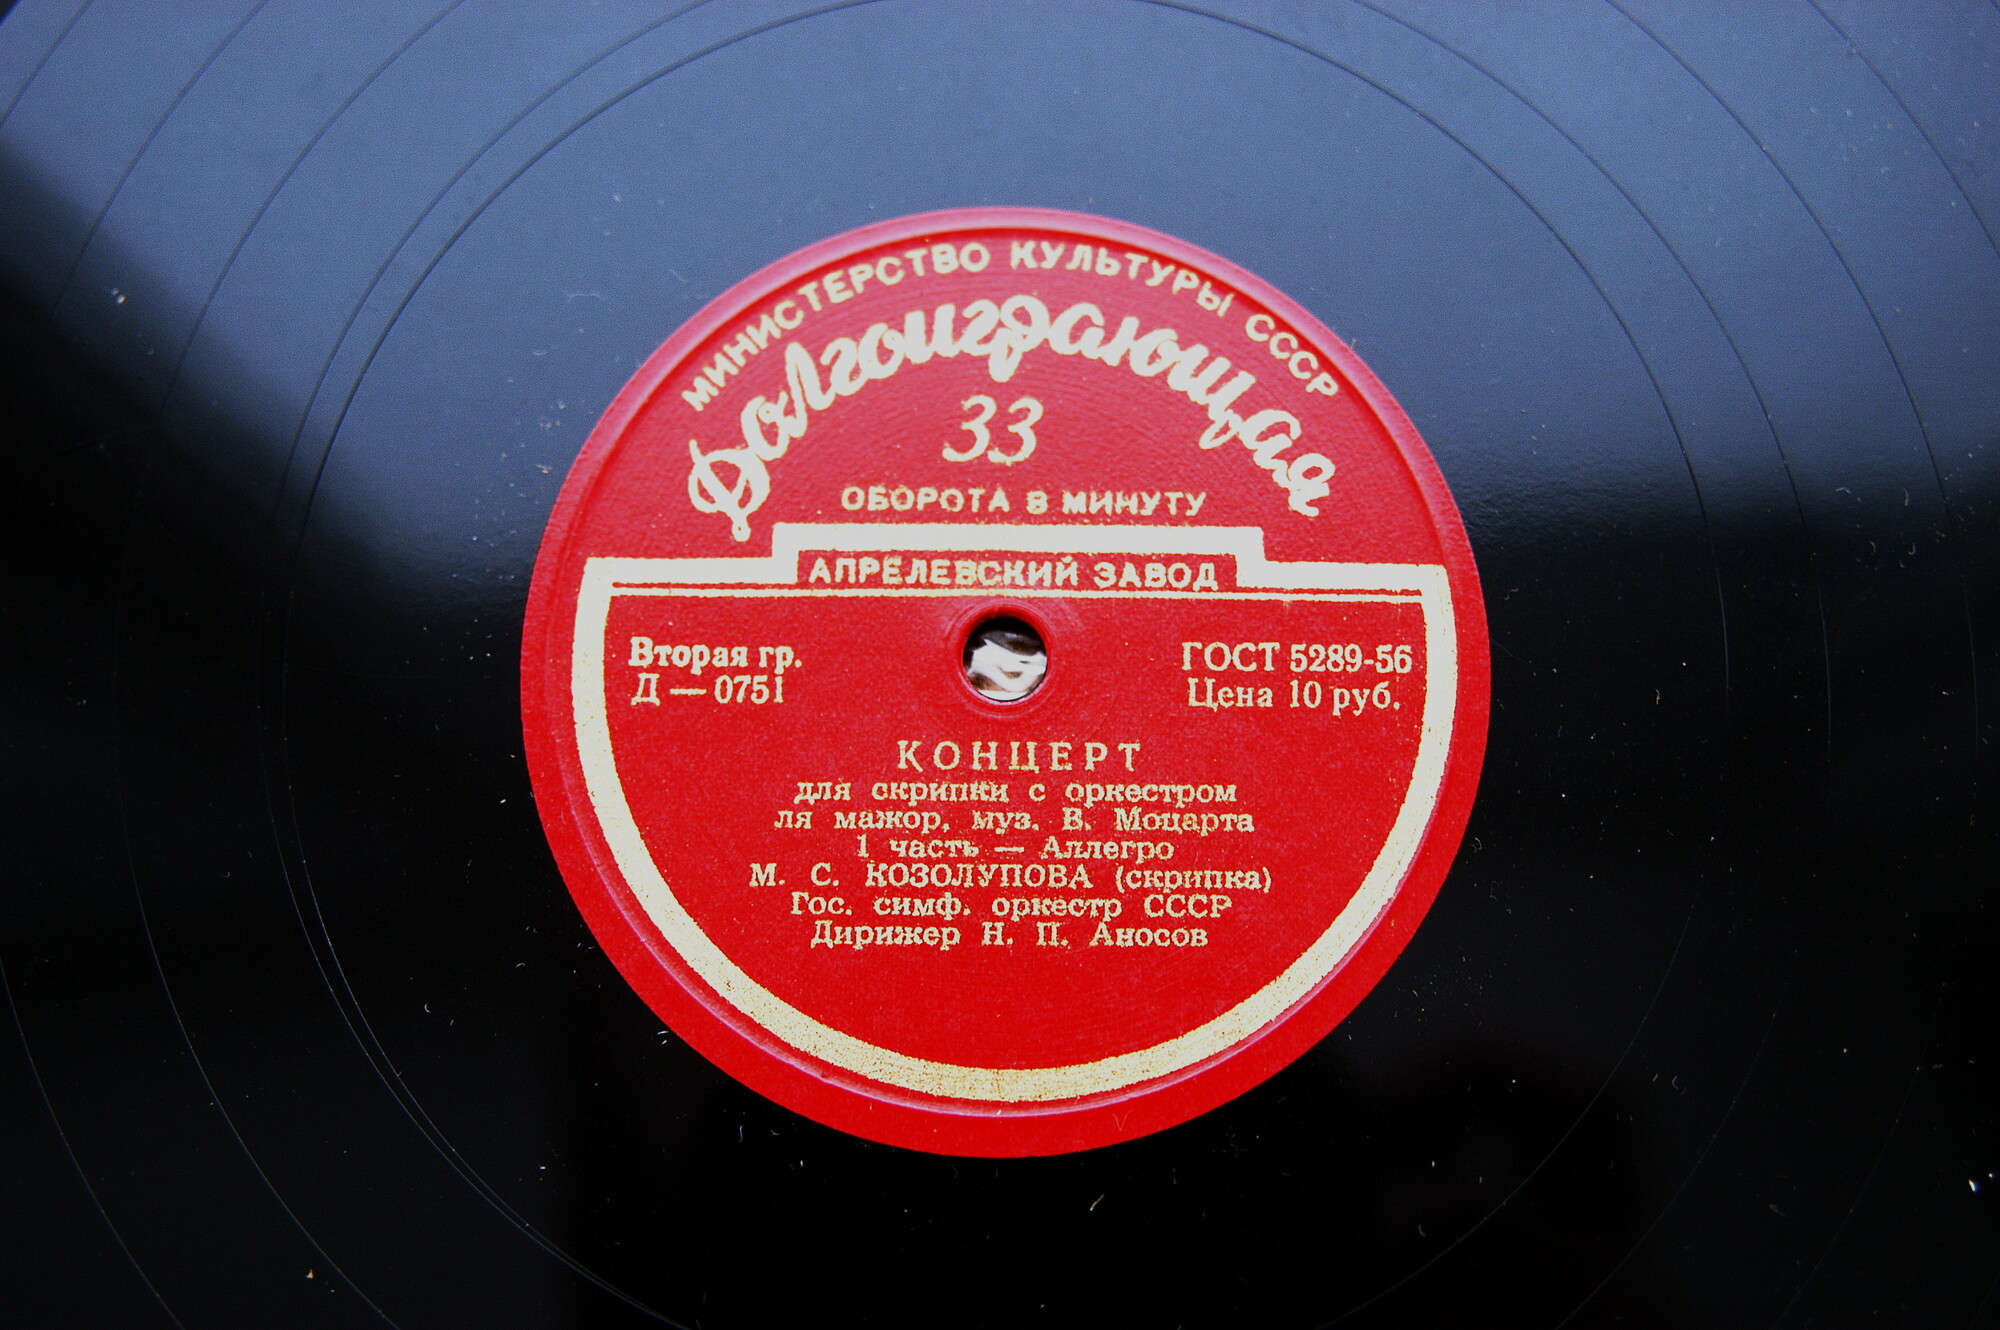 МИНИСТЕРСТВО КУЛЬТУРЫ СССР
Долгоиграющая
33
ОБОРОТА В МИНУТУ
АПРЕЛЕВСКИЙ ЗАВОД
Вторая гр.
Д — 0751
ГОСТ 5289-56
Цена 10 руб.
КОНЦЕРТ
для скрипки с оркестром
ля мажор, муз. В. Моцарта
1 часть — Аллегро
М. С. КОЗОЛУПОВА (скрипка)
Гос. симф. оркестр СССР
Дирижер Н. П. Аносов